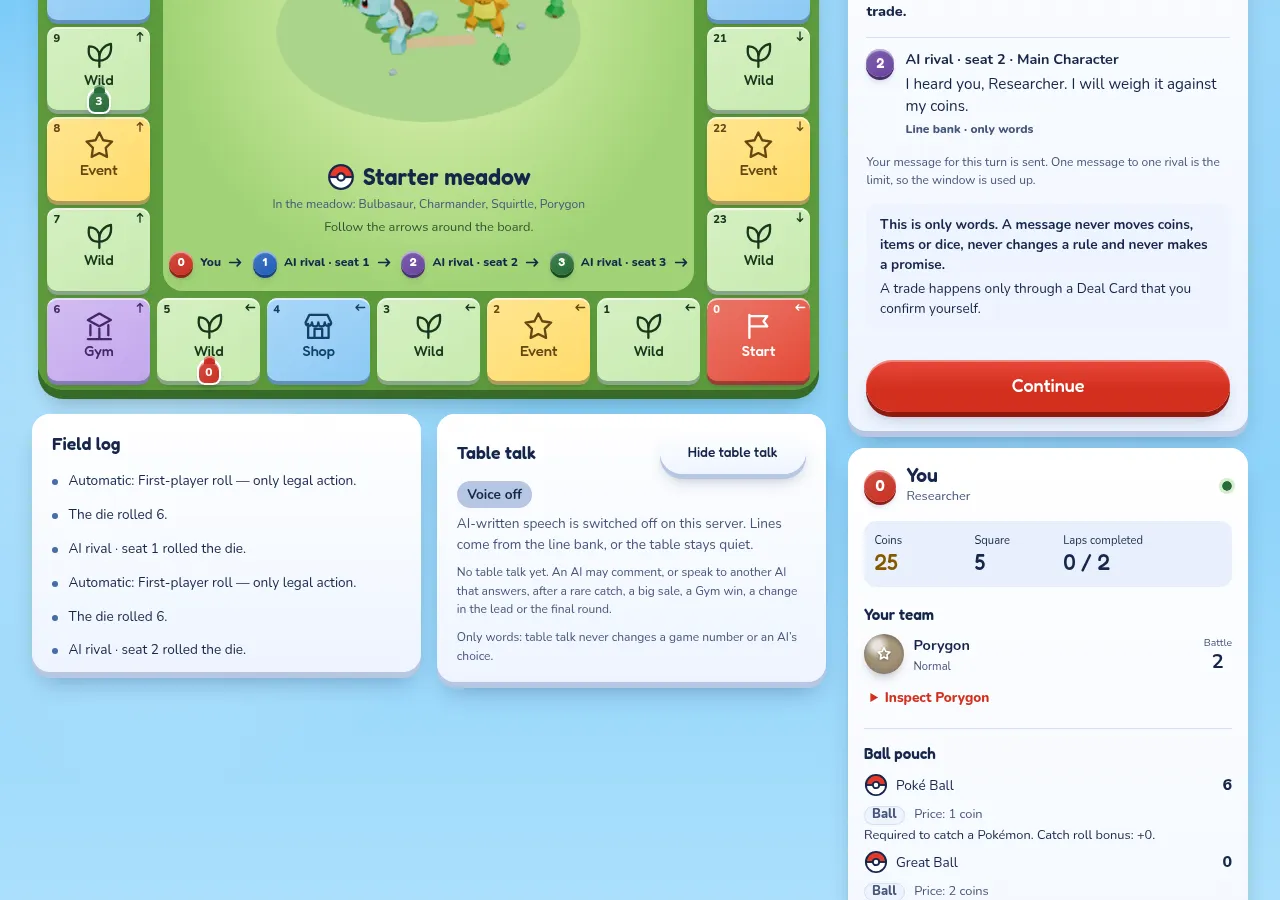 9 ↑
Wild
3
8 ↑
Event
7 ↑
Wild
6 ↑
Gym
5 ←
Wild
0
4 ←
Shop
3 ←
Wild
2 ←
Event
1 ←
Wild
0 ←
Start
21 ↓
Wild
22 ↓
Event
23 ↓
Wild
Starter meadow
In the meadow: Bulbasaur, Charmander, Squirtle, Porygon
Follow the arrows around the board.
0 You → 1 AI rival · seat 1 → 2 AI rival · seat 2 → 3 AI rival · seat 3 →
Field log
Automatic: First-player roll — only legal action.
The die rolled 6.
AI rival · seat 1 rolled the die.
Automatic: First-player roll — only legal action.
The die rolled 6.
AI rival · seat 2 rolled the die.
Table talk
Hide table talk
Voice off
AI-written speech is switched off on this server. Lines
come from the line bank, or the table stays quiet.
No table talk yet. An AI may comment, or speak to another AI
that answers, after a rare catch, a big sale, a Gym win, a change
in the lead or the final round.
Only words: table talk never changes a game number or an AI's
choice.
trade.
2 AI rival · seat 2 · Main Character
I heard you, Researcher. I will weigh it against
my coins.
Line bank · only words
Your message for this turn is sent. One message to one rival is the
limit, so the window is used up.
This is only words. A message never moves coins,
items or dice, never changes a rule and never makes
a promise.
A trade happens only through a Deal Card that you
confirm yourself.
Continue
0 You
Researcher
Coins Square Laps completed
25 5 0 / 2
Your team
Porygon
Normal
Battle
2
Inspect Porygon
Ball pouch
Poké Ball 6
Ball Price: 1 coin
Required to catch a Pokémon. Catch roll bonus: +0.
Great Ball 0
Ball Price: 2 coins